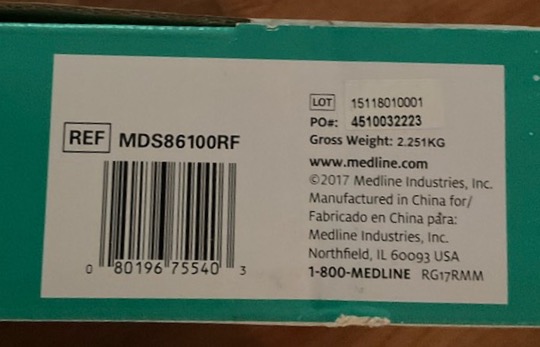 REF MDS86100RF
0 80196 75540 3
LOT 15118010001
PO#: 4510032223
Gross Weight: 2.251KG
www.medline.com
©2017 Medline Industries, Inc.
Manufactured in China for/
Fabricado en China pára:
Medline Industries, Inc.
Northfield, IL 60093 USA
1-800-MEDLINE RG17RMM